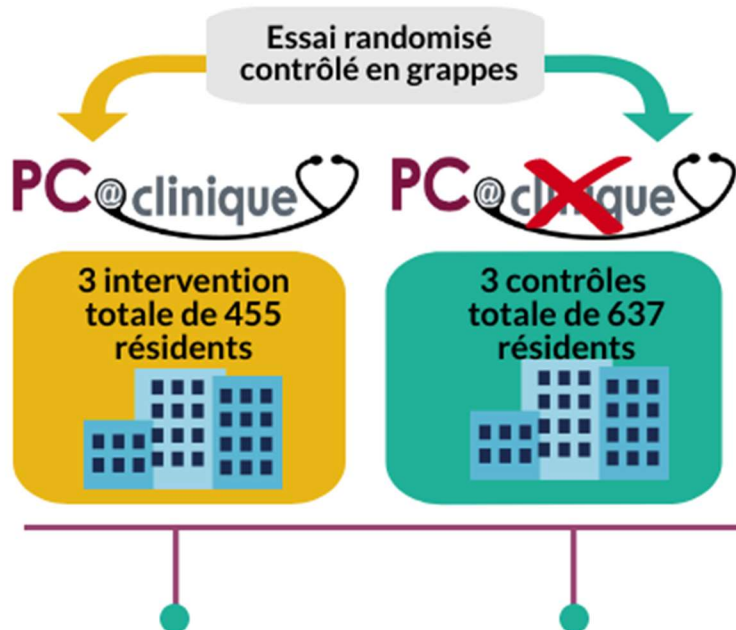 Essai randomisé
contrôlé en grappes
PC@clinique
PC@clinique
3 intervention
totale de 455
résidents
3 contrôles
totale de 637
résidents